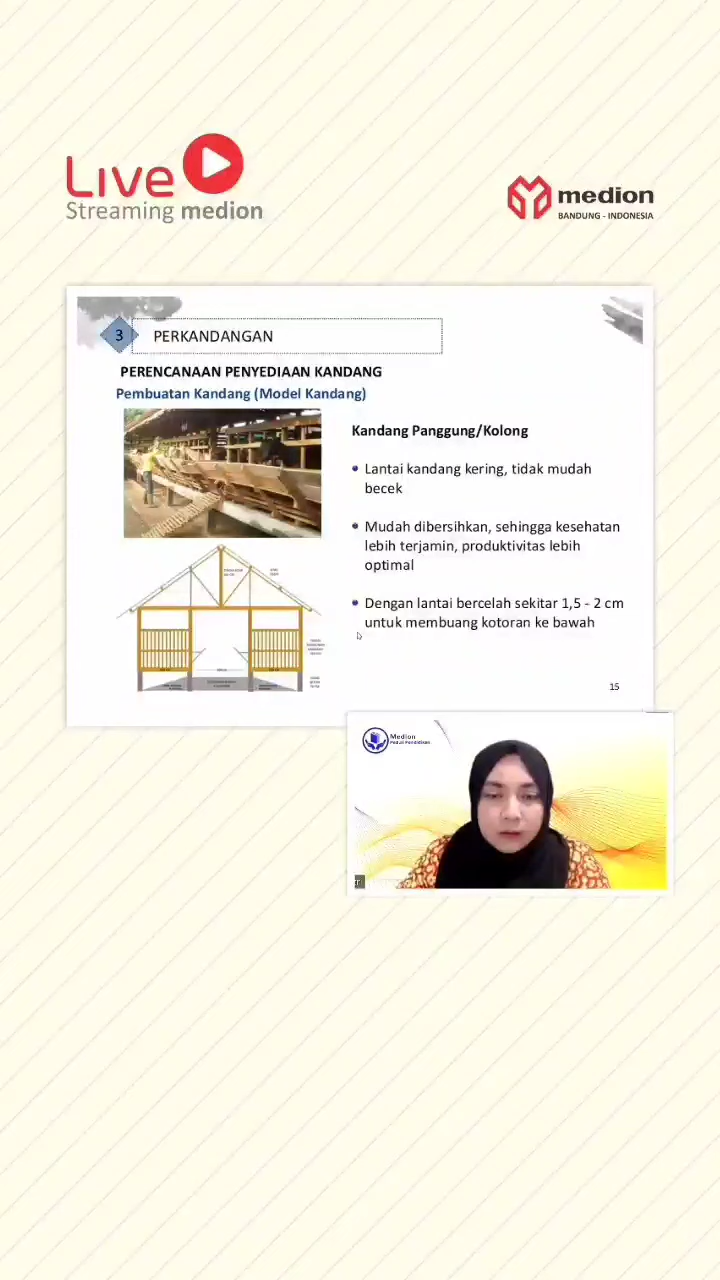 Live
Streaming medion
medion
BANDUNG - INDONESIA
3
PERKANDANGAN
PERENCANAAN PENYEDIAAN KANDANG
Pembuatan Kandang (Model Kandang)
Kandang Panggung/Kolong
Lantai kandang kering, tidak mudah
becek
Mudah dibersihkan, sehingga kesehatan
lebih terjamin, produktivitas lebih
optimal
Dengan lantai bercelah sekitar 1,5 - 2 cm
untuk membuang kotoran ke bawah
15
Medion
Peduli Pendidikan